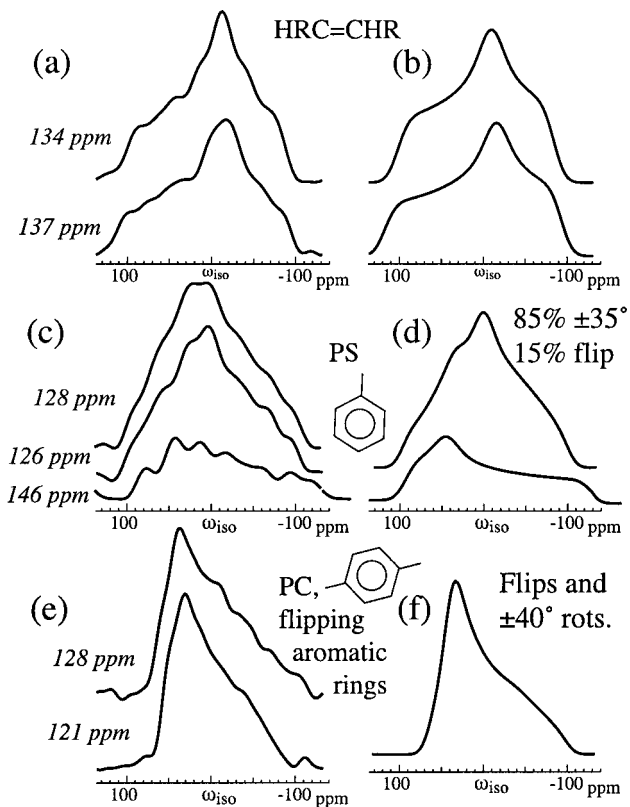 HRC=CHR
(a)
(b)
134 ppm
137 ppm
100 ωiso -100 ppm
100 ωiso -100 ppm
(c)
PS
(d)
85% ±35°
15% flip
128 ppm
126 ppm
146 ppm
100 ωiso -100 ppm
100 ωiso -100 ppm
(e)
PC,
flipping
aromatic
rings
(f)
Flips and
±40° rots.
128 ppm
121 ppm
100 ωiso -100 ppm
100 ωiso -100 ppm